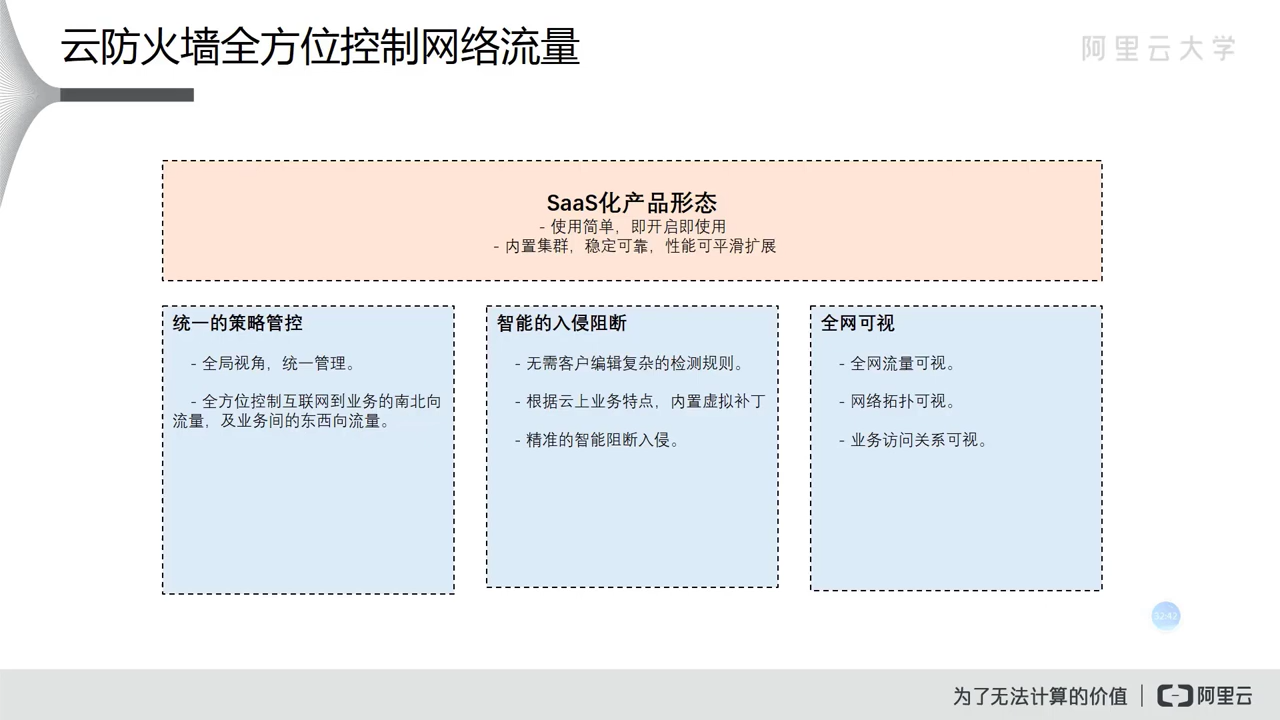 云防火墙全方位控制网络流量
阿里云大学
SaaS化产品形态
- 使用简单，即开启即使用
- 内置集群，稳定可靠，性能可平滑扩展
统一的策略管控
- 全局视角，统一管理。
- 全方位控制互联网到业务的南北向
流量，及业务间的东西向流量。
智能的入侵阻断
- 无需客户编辑复杂的检测规则。
- 根据云上业务特点，内置虚拟补丁
- 精准的智能阻断入侵。
全网可视
- 全网流量可视。
- 网络拓扑可视。
- 业务访问关系可视。
为了无法计算的价值
阿里云